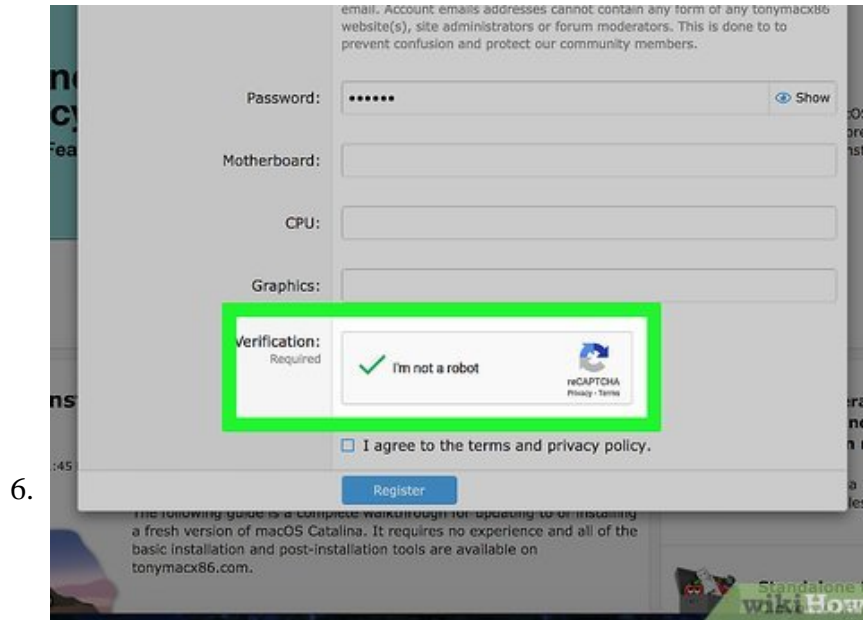 email. Account emails addresses cannot contain any form of any tonymacx86
website(s), site administrators or forum moderators. This is done to to
prevent confusion and protect our community members.
Password: •••••• Show
Motherboard:
CPU:
Graphics:
Verification:
Required
I'm not a robot
reCAPTCHA
Privacy - Terms
I agree to the terms and privacy policy.
:45
6.
Register
The following guide is a complete walkthrough for updating to or installing
a fresh version of macOS Catalina. It requires no experience and all of the
basic installation and post-installation tools are available on
tonymacx86.com.
Standalone
wikiHow